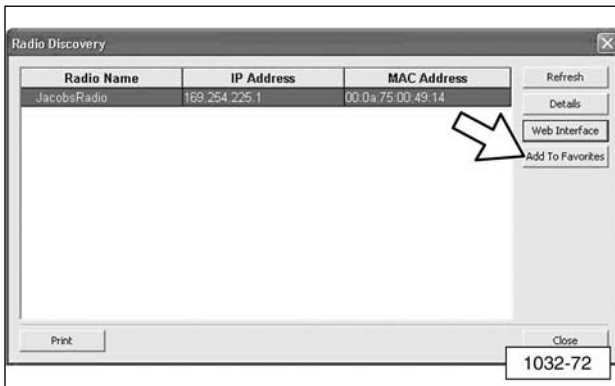 Radio Discovery
Radio Name IP Address MAC Address
JacobsRadio 169.254.225.1 00:0a:75:00:49:14
Refresh
Details
Web Interface
Add To Favorites
Print
Close
1032-72